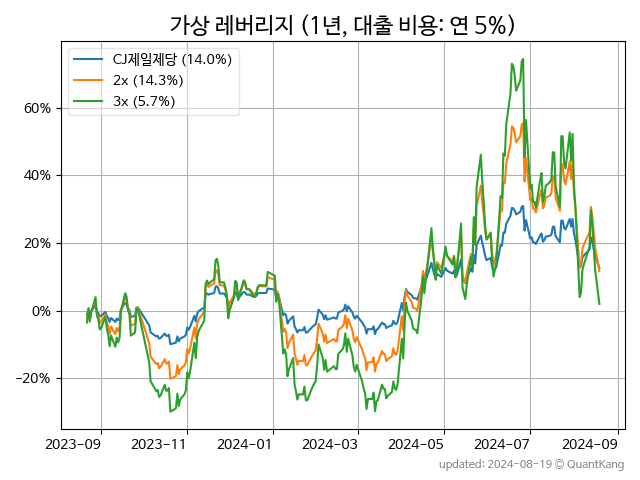 가상 레버리지 (1년, 대출 비용: 연 5%)
CJ제일제당 (14.0%)
2x (14.3%)
3x (5.7%)
60%
40%
20%
0%
−20%
2023-09 2023-11 2024-01 2024-03 2024-05 2024-07 2024-09
updated: 2024-08-19 © QuantKang